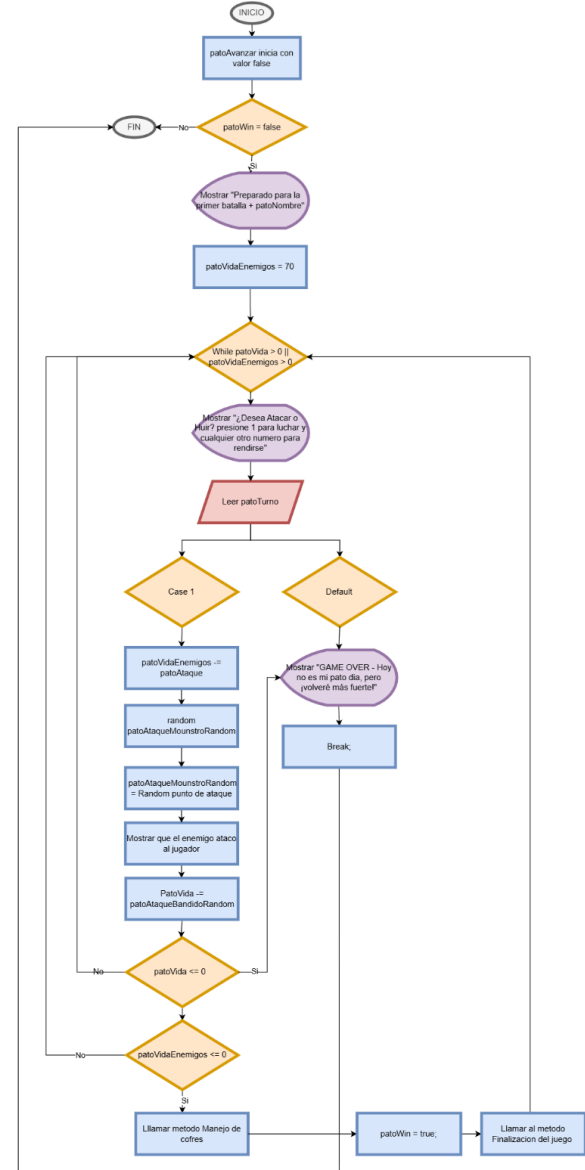 INICIO
patoAvanzar inicia con
valor false
FIN
No
patoWin = false
Si
Mostrar "Preparado para la
primer batalla + patoNombre"
patoVidaEnemigos = 70
While patoVida > 0 ||
patoVidaEnemigos > 0
Mostrar "¿Desea Atacar o
Huir? presione 1 para luchar y
cualquier otro numero para
rendirse"
Leer patoTurno
Case 1
Default
patoVidaEnemigos -=
patoAtaque
Mostrar "GAME OVER - Hoy
no es mi pato dia, pero
¡volveré más fuerte!"
random
patoAtaqueMounstroRandom
Break;
patoAtaqueMounstroRandom
= Random punto de ataque
Mostrar que el enemigo ataco
al jugador
PatoVida -=
patoAtaqueBandidoRandom
No
patoVida <= 0
Si
No
patoVidaEnemigos <= 0
Si
Lllamar metodo Manejo de
cofres
patoWin = true;
Llamar al metodo
Finalizacion del juego